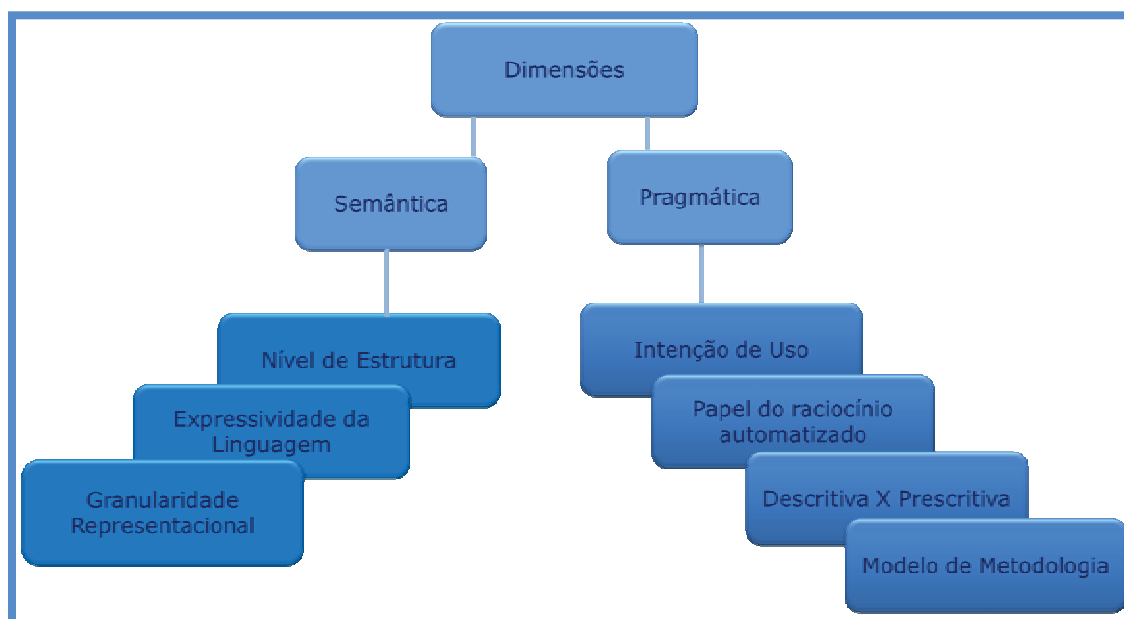 Dimensões
Semântica
Pragmática
Nível de Estrutura
Expressividade da
Linguagem
Granularidade
Representacional
Intenção de Uso
Papel do raciocínio
automatizado
Descritiva X Prescritiva
Modelo de Metodologia